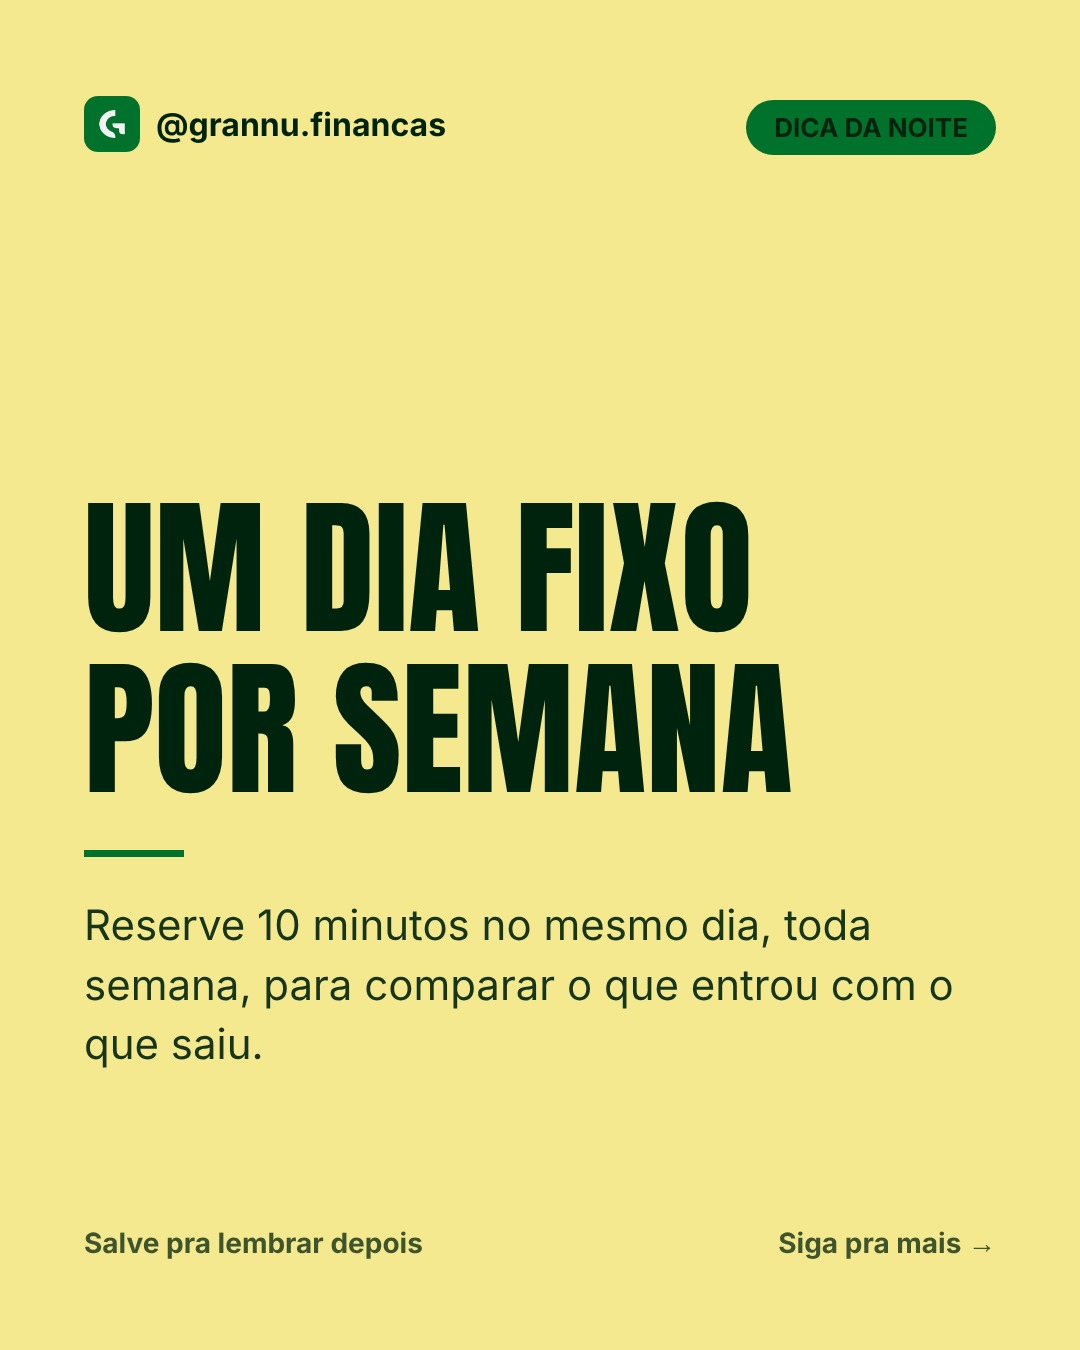 @grannu.financas
DICA DA NOITE
UM DIA FIXO
POR SEMANA
Reserve 10 minutos no mesmo dia, toda
semana, para comparar o que entrou com o
que saiu.
Salve pra lembrar depois
Siga pra mais →